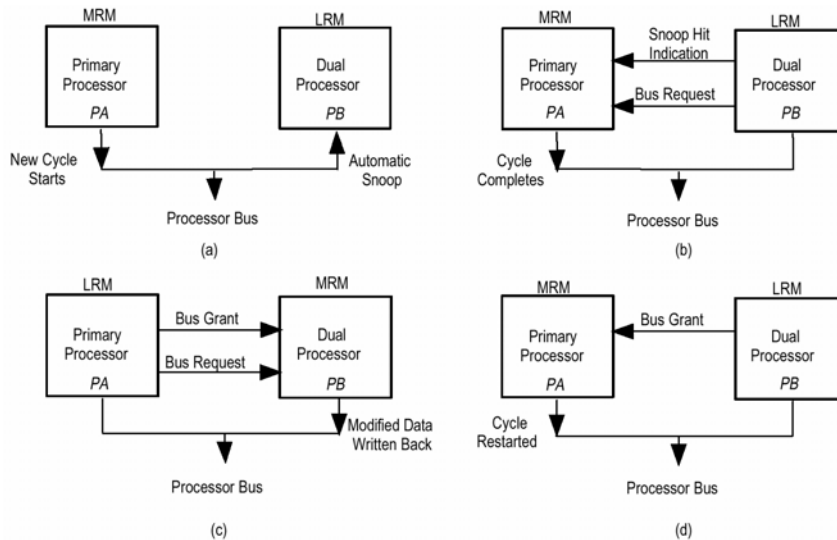 MRM
LRM
Primary
Processor
PA
Dual
Processor
PB
New Cycle
Starts
Automatic
Snoop
Processor Bus
(a)
MRM
LRM
Primary
Processor
PA
Snoop Hit
Indication
Bus Request
Dual
Processor
PB
Cycle
Completes
Processor Bus
(b)
LRM
MRM
Primary
Processor
PA
Bus Grant
Bus Request
Dual
Processor
PB
Modified Data
Written Back
Processor Bus
(c)
MRM
LRM
Primary
Processor
PA
Bus Grant
Dual
Processor
PB
Cycle
Restarted
Processor Bus
(d)